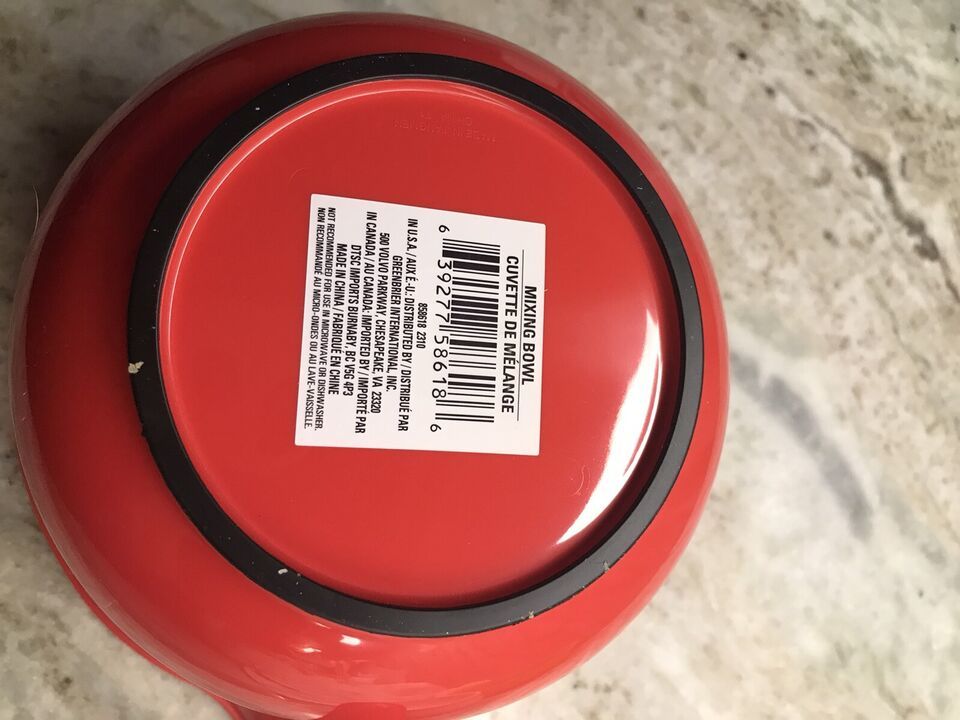 MIXING BOWL
CUVETTE DE MÉLANGE
6 39277 58618 6
858618 2310
IN U.S.A./AUX É.-U.: DISTRIBUTED BY / DISTRIBUÉ PAR
GREENBRIER INTERNATIONAL, INC.
500 VOLVO PARKWAY, CHESAPEAKE, VA 23320
IN CANADA / AU CANADA: IMPORTED BY / IMPORTÉ PAR
DTSC IMPORTS BURNABY, BC V5G 4P3
MADE IN CHINA / FABRIQUÉ EN CHINE
NOT RECOMMENDED FOR USE IN MICROWAVE OR DISHWASHER.
NON RECOMMANDÉ AU MICRO-ONDES OU AU LAVE-VAISSELLE.